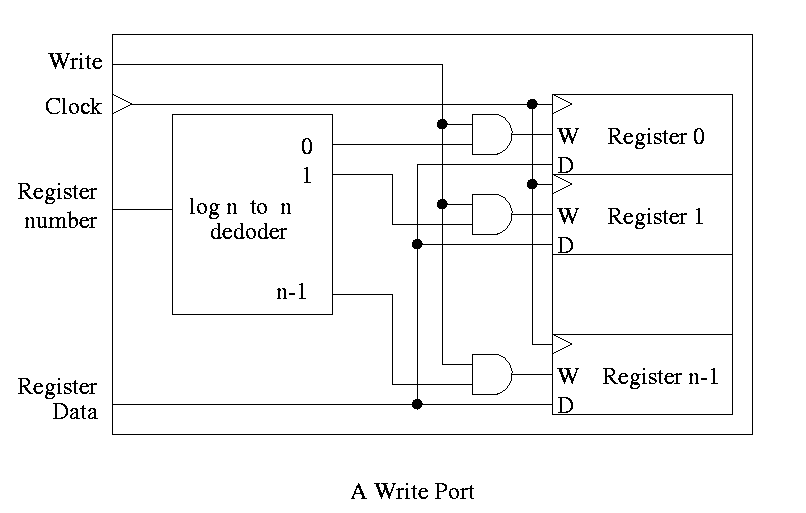 Write
Clock
0
W Register 0
1
D
Register
number
log n to n
dedoder
W Register 1
D
n-1
Register
Data
W Register n-1
D
A Write Port